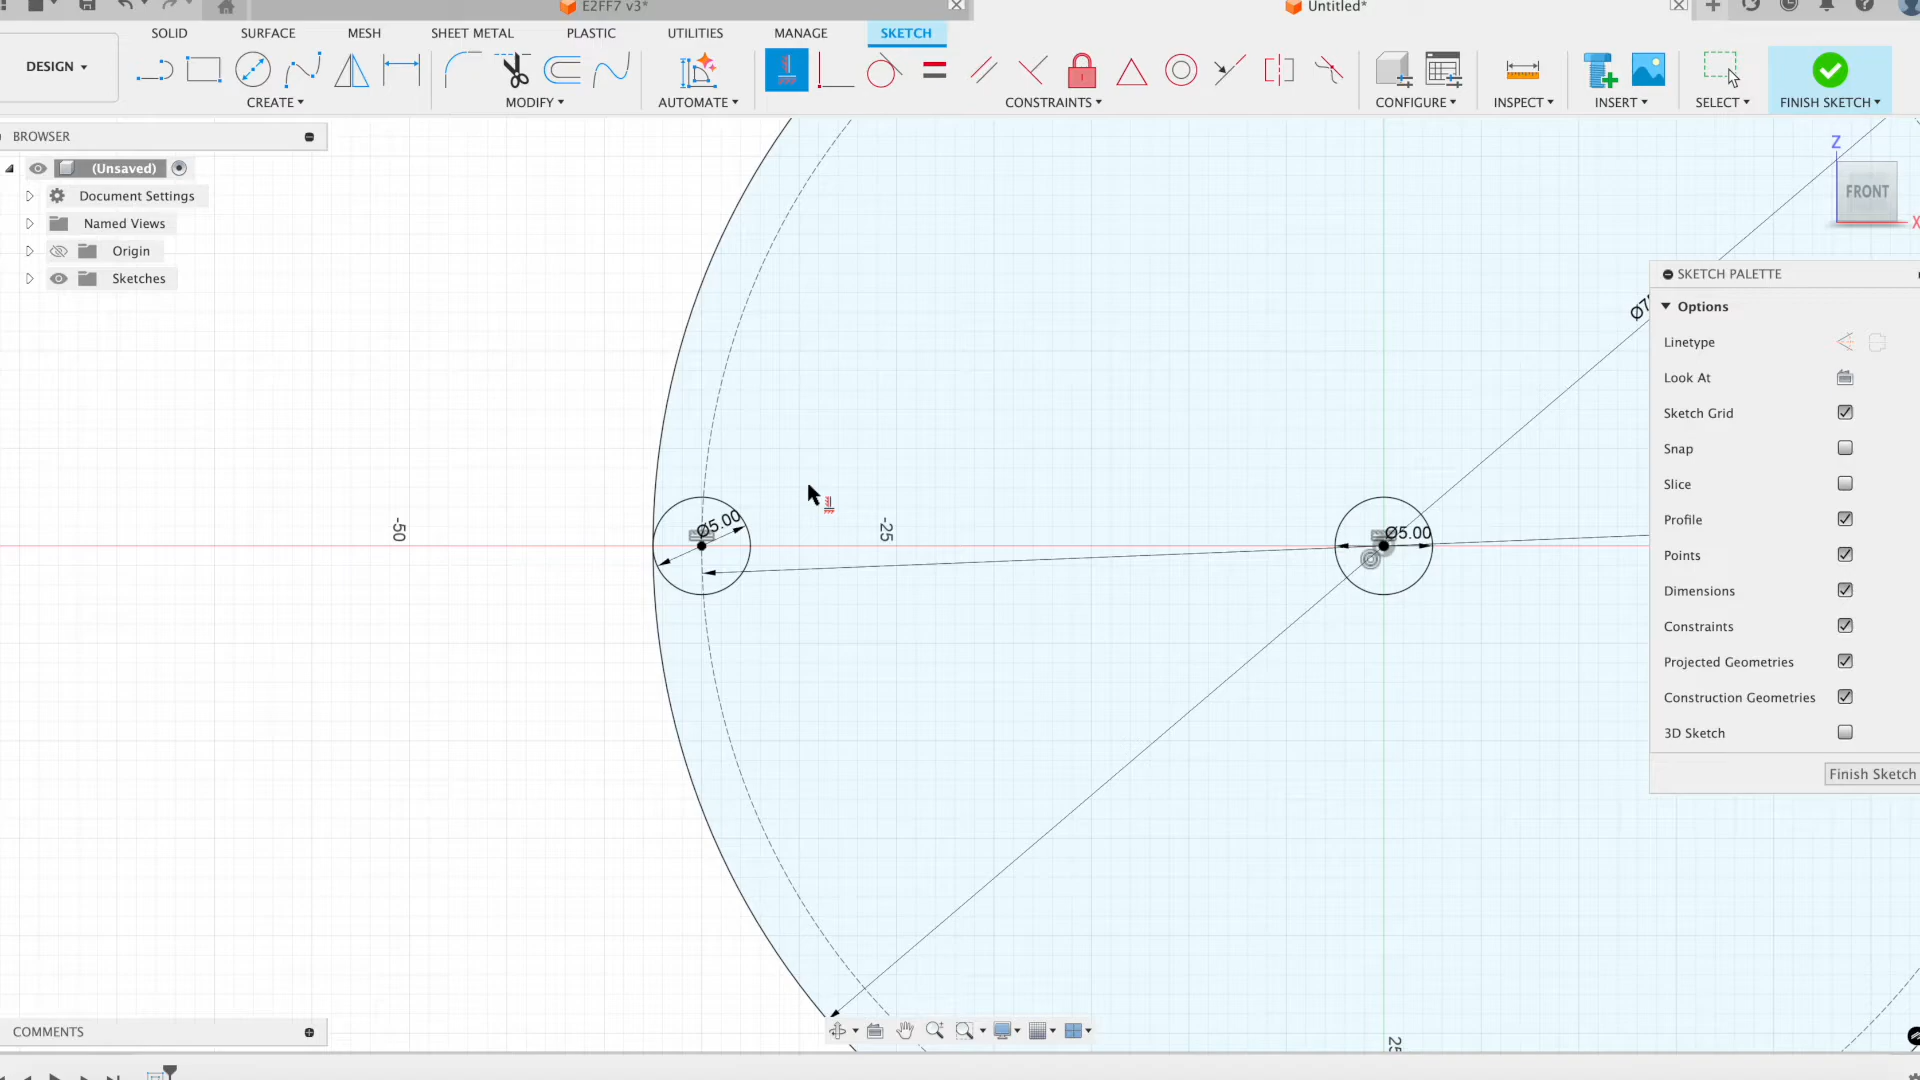 E2FF7 v3*
Untitled*
SOLID
SURFACE
MESH
SHEET METAL
PLASTIC
UTILITIES
MANAGE
SKETCH
DESIGN
CREATE
MODIFY
AUTOMATE
CONSTRAINTS
CONFIGURE
INSPECT
INSERT
SELECT
FINISH SKETCH
BROWSER
(Unsaved)
Document Settings
Named Views
Origin
Sketches
Z
FRONT
X
-50
-25
Ø5.00
Ø5.00
Ø7
25
SKETCH PALETTE
Options
Linetype
Look At
Sketch Grid
Snap
Slice
Profile
Points
Dimensions
Constraints
Projected Geometries
Construction Geometries
3D Sketch
Finish Sketch
COMMENTS